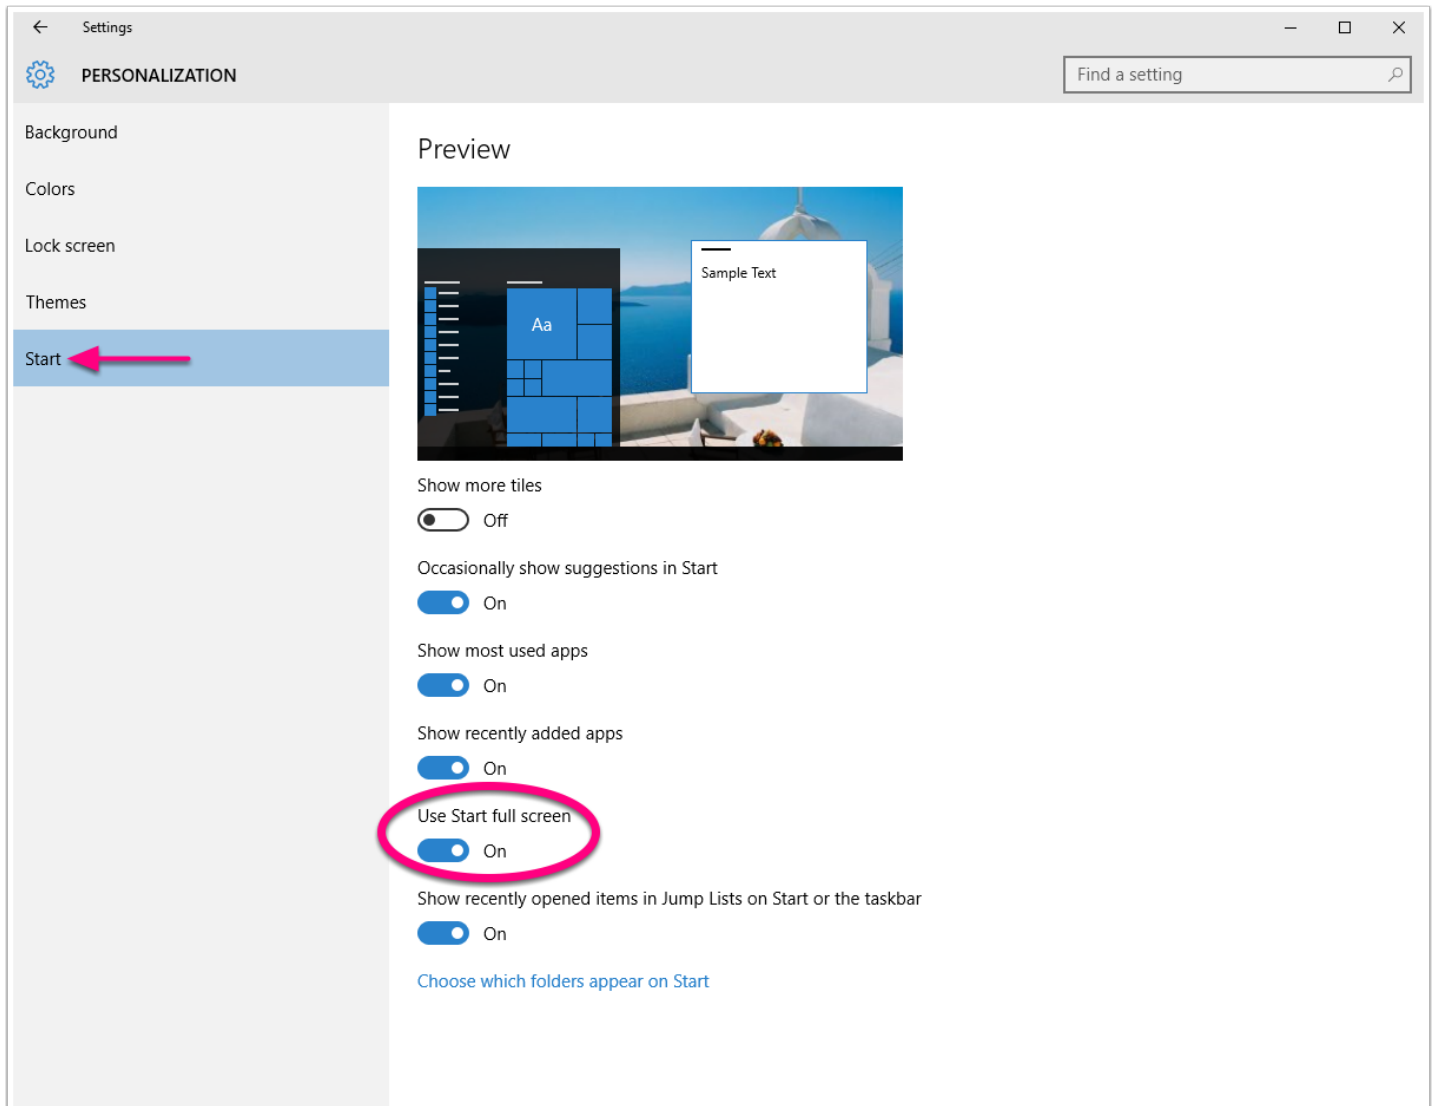 Settings
PERSONALIZATION
Find a setting
Background
Colors
Lock screen
Themes
Start
Preview
Sample Text
Aa
Show more tiles
Off
Occasionally show suggestions in Start
On
Show most used apps
On
Show recently added apps
On
Use Start full screen
On
Show recently opened items in Jump Lists on Start or the taskbar
On
Choose which folders appear on Start